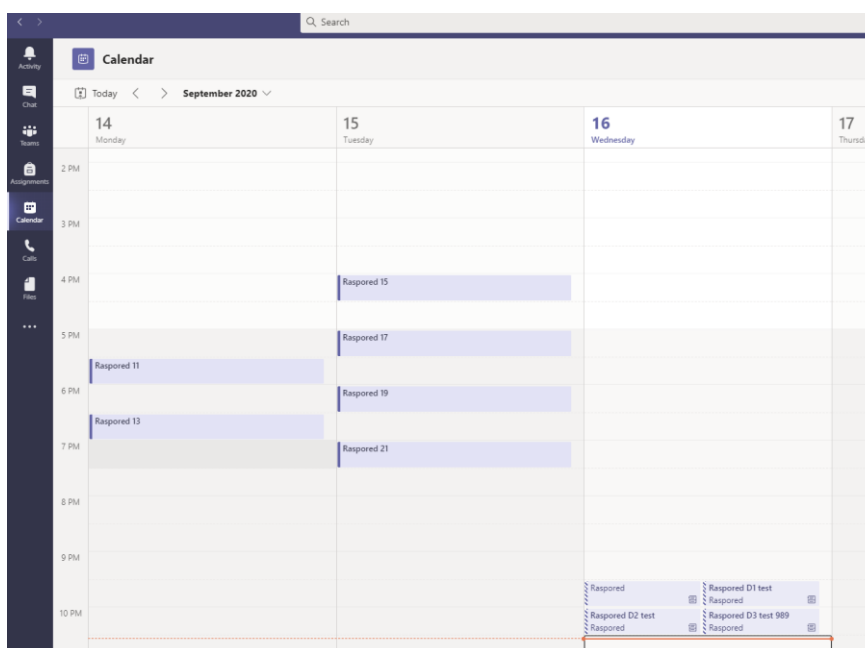 Search
Activity
Chat
Teams
Assignments
Calendar
Calls
Files
Calendar
Today
September 2020
14
Monday
15
Tuesday
16
Wednesday
17
Thursd
2 PM
3 PM
4 PM
5 PM
6 PM
7 PM
8 PM
9 PM
10 PM
Raspored 11
Raspored 13
Raspored 15
Raspored 17
Raspored 19
Raspored 21
Raspored
Raspored D1 test
Raspored
Raspored D2 test
Raspored
Raspored D3 test 989
Raspored